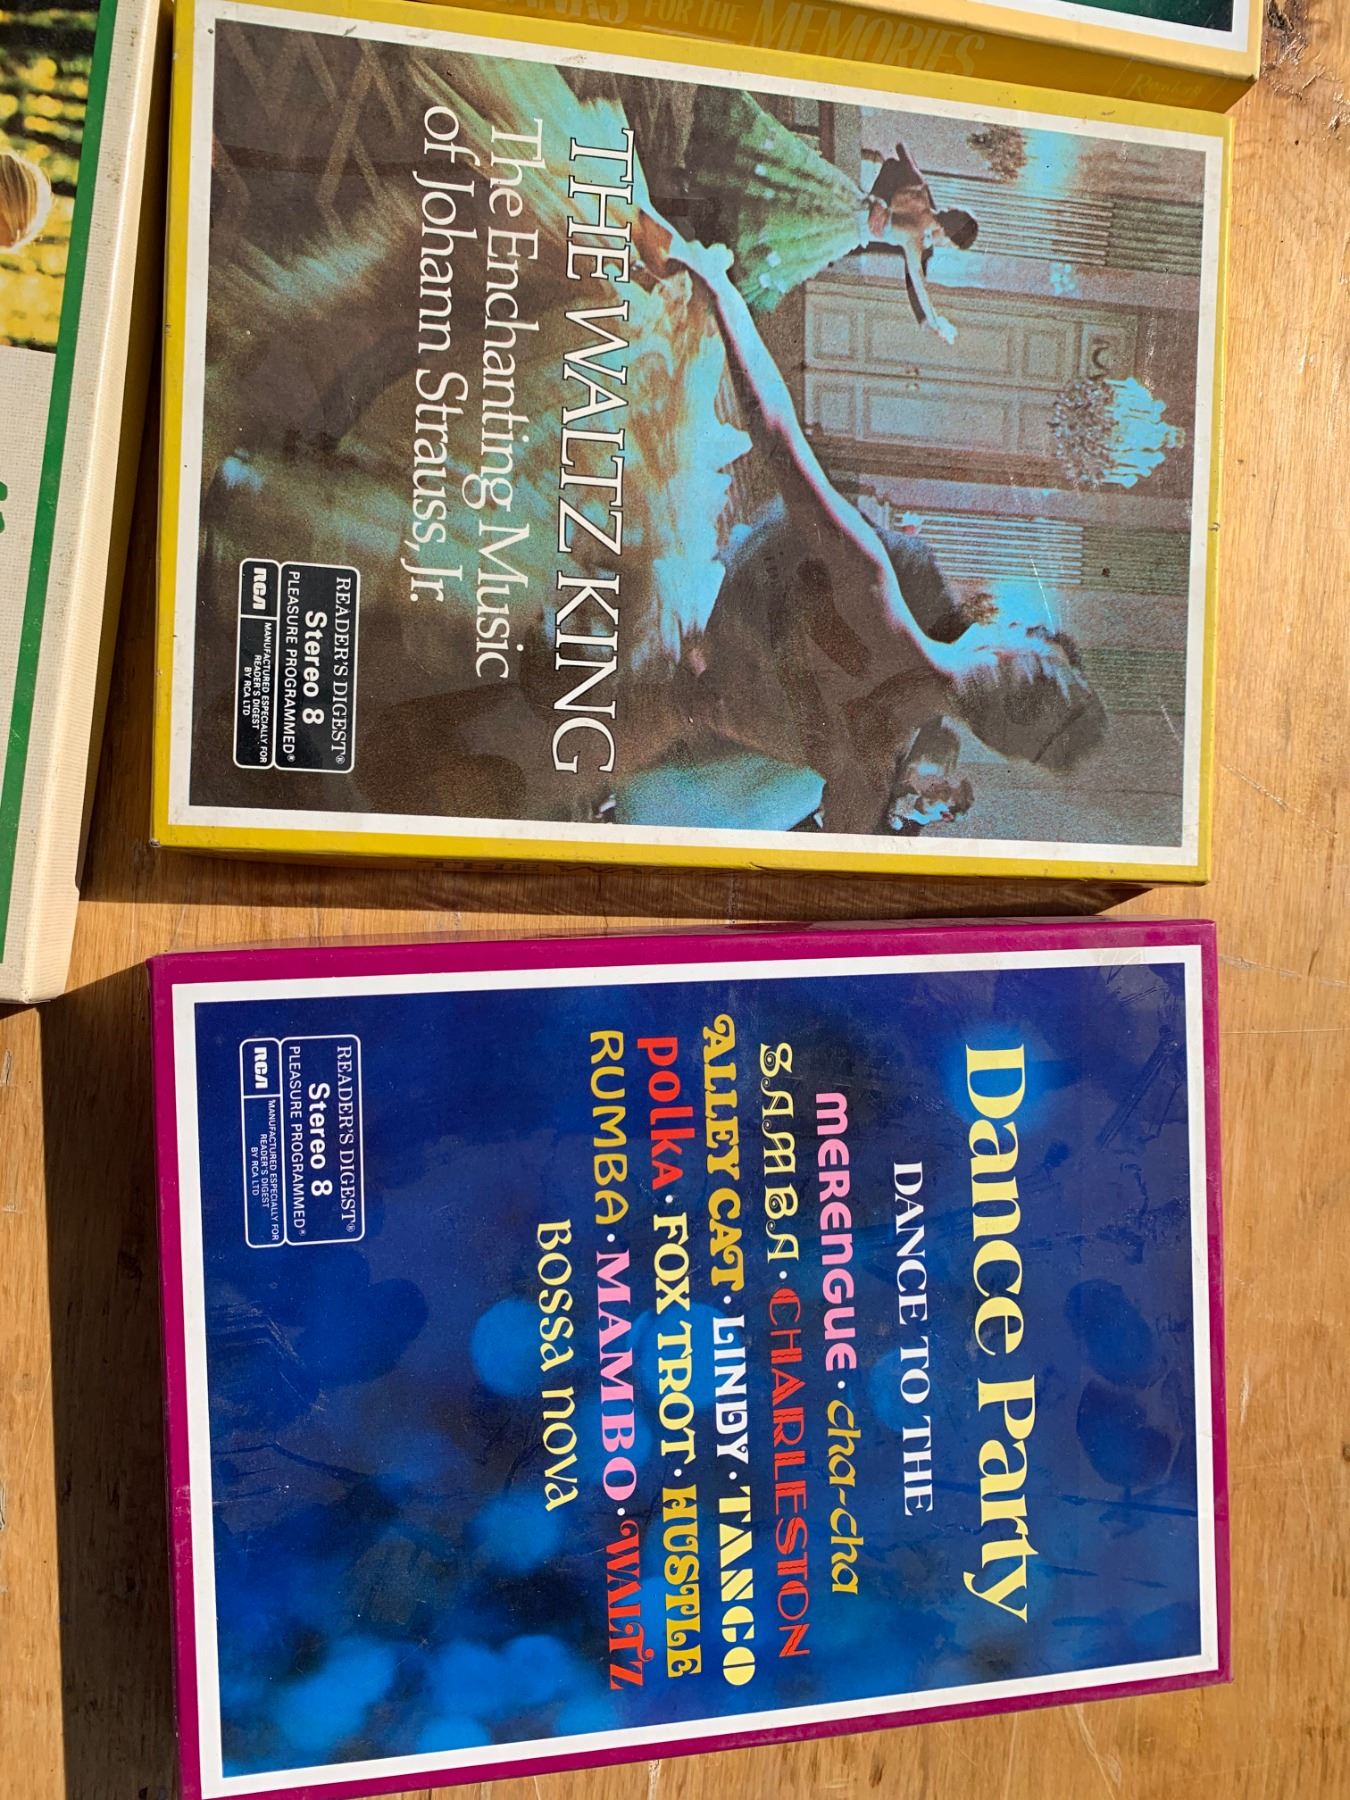 FOR THE MEMORIES
THE WALTZ KING
The Enchanting Music
of Johann Strauss, Jr.
READER'S DIGEST®
Stereo 8
PLEASURE PROGRAMMED®
RCA
MANUFACTURED ESPECIALLY FOR
READER'S DIGEST
BY RCA LTD
Dance Party
DANCE TO THE
MERENGUE · cha-cha
SAMBA · CHARLESTON
ALLEY CAT · LINDY · TANGO
polka · FOX TROT · HUSTLE
RUMBA · MAMBO · WALTZ
BOSSA NOVA
READER'S DIGEST®
Stereo 8
PLEASURE PROGRAMMED®
RCA
MANUFACTURED ESPECIALLY FOR
READER'S DIGEST
BY RCA LTD